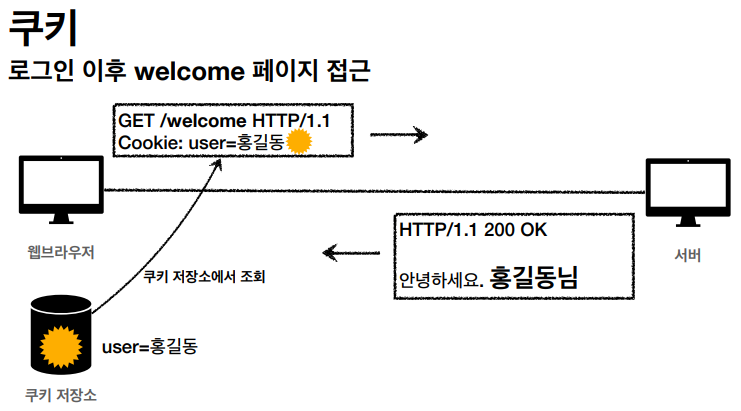 쿠키
로그인 이후 welcome 페이지 접근
GET /welcome HTTP/1.1
Cookie: user=홍길동
웹브라우저
서버
HTTP/1.1 200 OK
안녕하세요. 홍길동님
쿠키 저장소에서 조회
user=홍길동
쿠키 저장소